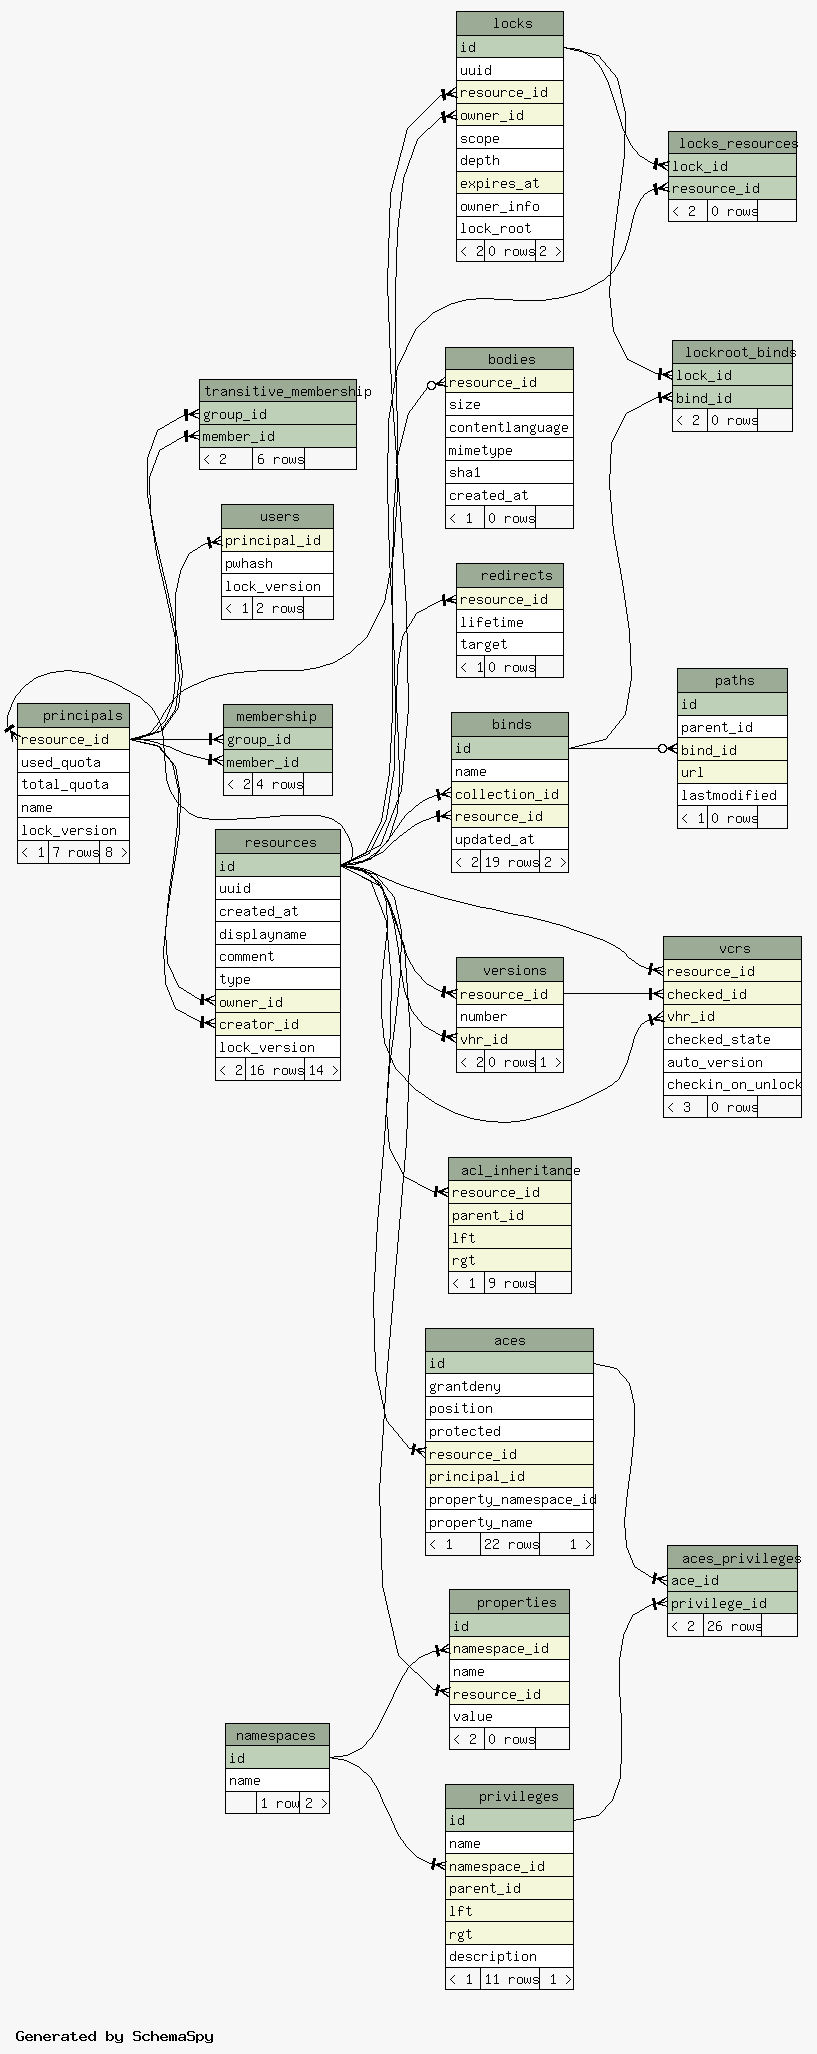 locks
id
uuid
resource_id
owner_id
scope
depth
expires_at
owner_info
lock_root
< 2 0 rows 2 >
locks_resources
lock_id
resource_id
< 2 0 rows
lockroot_binds
lock_id
bind_id
< 2 0 rows
bodies
resource_id
size
contentlanguage
mimetype
sha1
created_at
< 1 0 rows
transitive_membership
group_id
member_id
< 2 6 rows
users
principal_id
pwhash
lock_version
< 1 2 rows
redirects
resource_id
lifetime
target
< 1 0 rows
paths
id
parent_id
bind_id
url
lastmodified
< 1 0 rows
principals
resource_id
used_quota
total_quota
name
lock_version
< 1 7 rows 8 >
membership
group_id
member_id
< 2 4 rows
binds
id
name
collection_id
resource_id
updated_at
< 2 19 rows 2 >
resources
id
uuid
created_at
displayname
comment
type
owner_id
creator_id
lock_version
< 2 16 rows 14 >
versions
resource_id
number
vhr_id
< 2 0 rows 1 >
vcrs
resource_id
checked_id
vhr_id
checked_state
auto_version
checkin_on_unlock
< 3 0 rows
acl_inheritance
resource_id
parent_id
lft
rgt
< 1 9 rows
aces
id
grantdeny
position
protected
resource_id
principal_id
property_namespace_id
property_name
< 1 22 rows 1 >
aces_privileges
ace_id
privilege_id
< 2 26 rows
properties
id
namespace_id
name
resource_id
value
< 2 0 rows
namespaces
id
name
1 row 2 >
privileges
id
name
namespace_id
parent_id
lft
rgt
description
< 1 11 rows 1 >
Generated by SchemaSpy